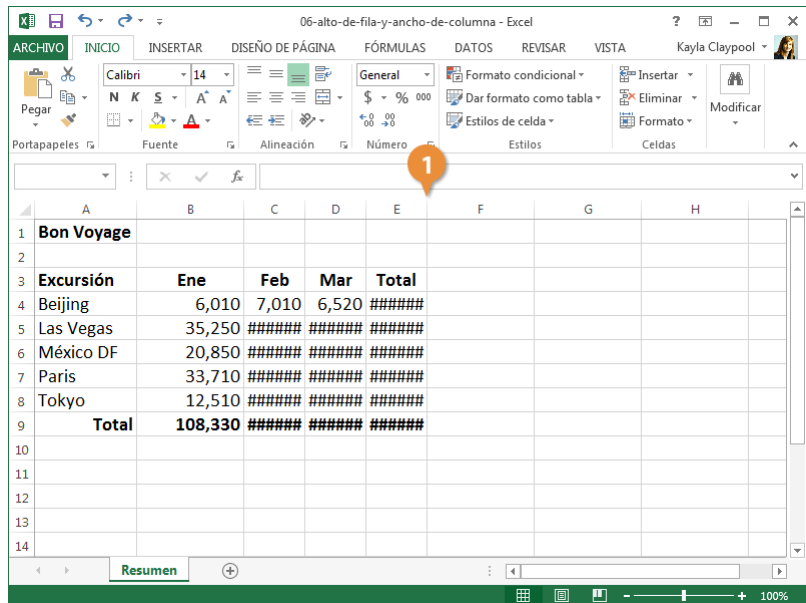 06-alto-de-fila-y-ancho-de-columna - Excel ?
ARCHIVO INICIO INSERTAR DISEÑO DE PÁGINA FÓRMULAS DATOS REVISAR VISTA Kayla Claypool
Pegar
Calibri 14
N K S A A
A
General
$ - % 000
Formato condicional
Dar formato como tabla
Estilos de celda
Insertar
Eliminar
Formato
Modificar
Portapapeles Fuente Alineación Número Estilos Celdas
1
fx
A B C D E F G H
1 Bon Voyage
2
3 Excursión Ene Feb Mar Total
4 Beijing 6,010 7,010 6,520 ######
5 Las Vegas 35,250 ###### ###### ######
6 México DF 20,850 ###### ###### ######
7 Paris 33,710 ###### ###### ######
8 Tokyo 12,510 ###### ###### ######
9 Total 108,330 ###### ###### ######
10
11
12
13
14
Resumen
100%